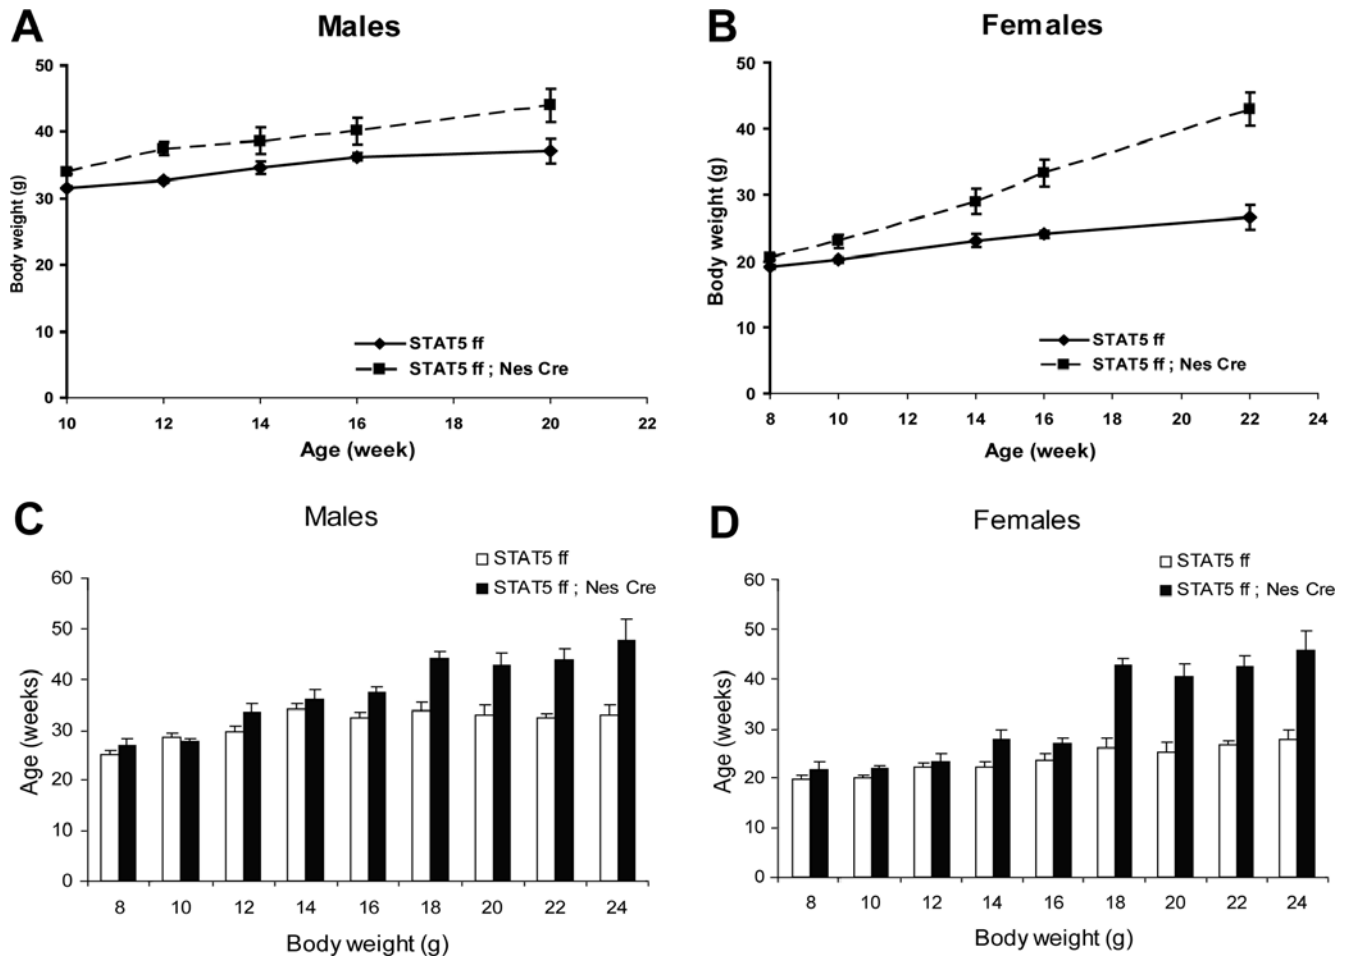 A
Males
50
40
30
20
10
0
Body weight (g)
STAT5 ff
STAT5 ff ; Nes Cre
10 12 14 16 18 20 22
Age (week)
B
Females
50
40
30
20
10
0
Body weight (g)
STAT5 ff
STAT5 ff ; Nes Cre
8 10 12 14 16 18 20 22 24
Age (week)
C
Males
STAT5 ff
STAT5 ff ; Nes Cre
60
50
40
30
20
10
0
Age (weeks)
8 10 12 14 16 18 20 22 24
Body weight (g)
D
Females
STAT5 ff
STAT5 ff ; Nes Cre
60
50
40
30
20
10
0
Age (weeks)
8 10 12 14 16 18 20 22 24
Body weight (g)